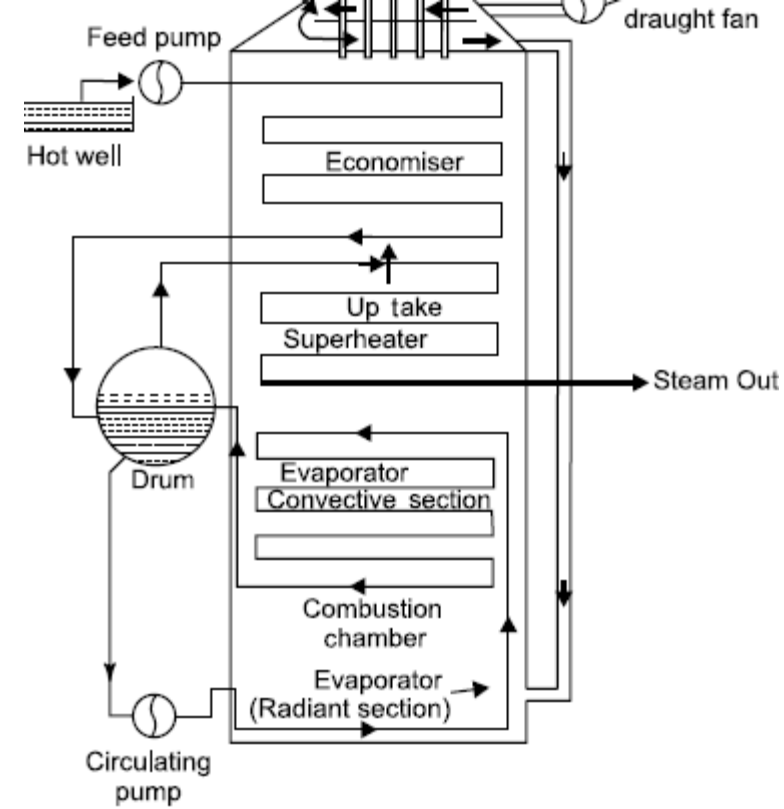 draught fan
Feed pump
Hot well
Economiser
Up take
Superheater
Steam Out
Drum
Evaporator
Convective section
Combustion
chamber
Evaporator
(Radiant section)
Circulating
pump